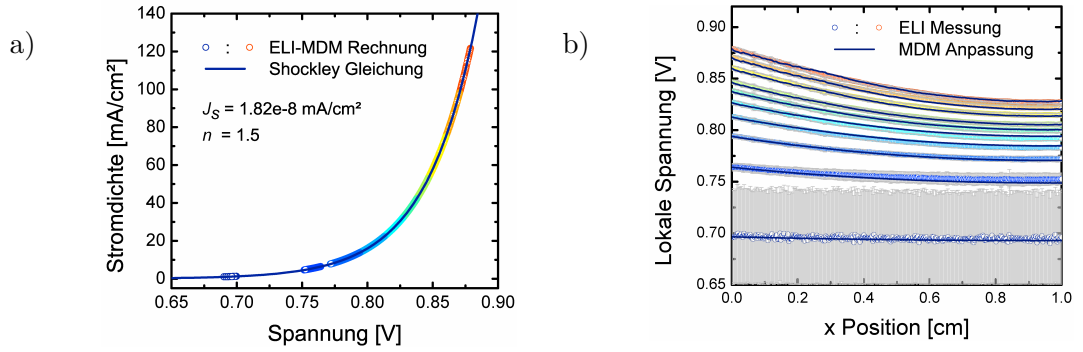 a)
Stromdichte [mA/cm²]
140
120
100
80
60
40
20
0
: ELI-MDM Rechnung
Shockley Gleichung
J_S = 1.82e-8 mA/cm²
n = 1.5
0.65 0.70 0.75 0.80 0.85 0.90
Spannung [V]
b)
Lokale Spannung [V]
0.90
0.85
0.80
0.75
0.70
0.65
: ELI Messung
MDM Anpassung
0.0 0.2 0.4 0.6 0.8 1.0
x Position [cm]